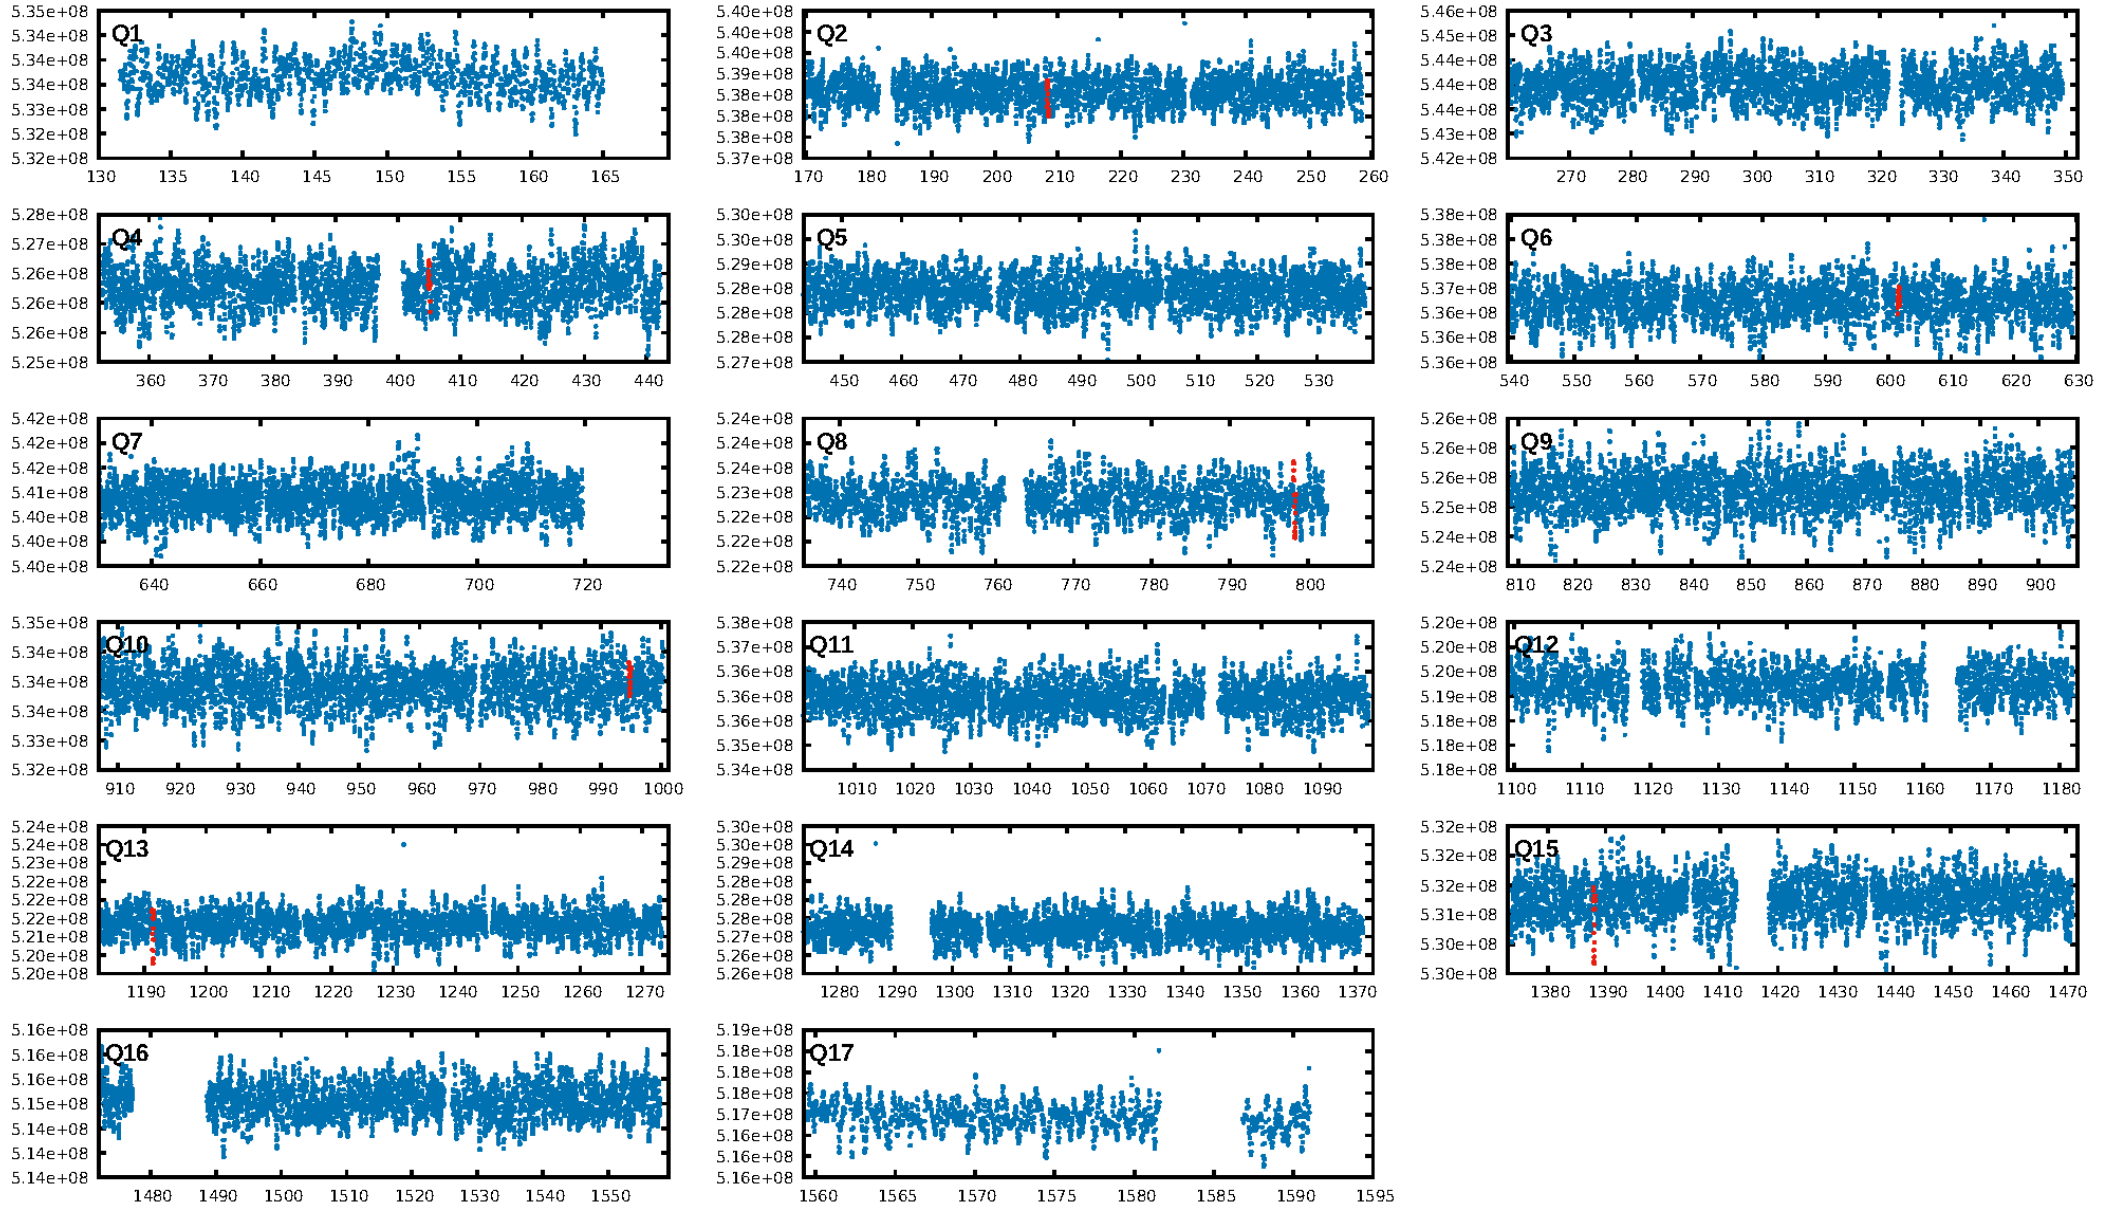 5.35e+08 5.34e+08 5.34e+08 5.34e+08 5.33e+08 5.32e+08 5.32e+08
Q1
130 135 140 145 150 155 160 165
5.40e+08 5.40e+08 5.40e+08 5.39e+08 5.38e+08 5.38e+08 5.38e+08 5.37e+08
Q2
170 180 190 200 210 220 230 240 250 260
5.46e+08 5.45e+08 5.44e+08 5.44e+08 5.44e+08 5.43e+08 5.42e+08
Q3
270 280 290 300 310 320 330 340 350
5.28e+08 5.27e+08 5.26e+08 5.26e+08 5.26e+08 5.25e+08
Q4
360 370 380 390 400 410 420 430 440
5.30e+08 5.30e+08 5.29e+08 5.28e+08 5.28e+08 5.28e+08 5.27e+08
Q5
450 460 470 480 490 500 510 520 530
5.38e+08 5.38e+08 5.38e+08 5.37e+08 5.36e+08 5.36e+08 5.36e+08
Q6
540 550 560 570 580 590 600 610 620 630
5.42e+08 5.42e+08 5.42e+08 5.41e+08 5.40e+08 5.40e+08 5.40e+08
Q7
640 660 680 700 720
5.24e+08 5.24e+08 5.24e+08 5.23e+08 5.22e+08 5.22e+08 5.22e+08
Q8
740 750 760 770 780 790 800
5.26e+08 5.26e+08 5.26e+08 5.25e+08 5.24e+08 5.24e+08
Q9
810 820 830 840 850 860 870 880 890 900
5.35e+08 5.34e+08 5.34e+08 5.34e+08 5.33e+08 5.32e+08
Q10
910 920 930 940 950 960 970 980 990 1000
5.38e+08 5.37e+08 5.36e+08 5.36e+08 5.36e+08 5.35e+08 5.34e+08
Q11
1010 1020 1030 1040 1050 1060 1070 1080 1090
5.20e+08 5.20e+08 5.20e+08 5.19e+08 5.18e+08 5.18e+08 5.18e+08
Q12
1100 1110 1120 1130 1140 1150 1160 1170 1180
5.24e+08 5.23e+08 5.22e+08 5.22e+08 5.22e+08 5.21e+08 5.20e+08 5.20e+08 5.20e+08
Q13
1190 1200 1210 1220 1230 1240 1250 1260 1270
5.30e+08 5.30e+08 5.29e+08 5.28e+08 5.28e+08 5.28e+08 5.27e+08 5.26e+08 5.26e+08
Q14
1280 1290 1300 1310 1320 1330 1340 1350 1360 1370
5.32e+08 5.32e+08 5.32e+08 5.31e+08 5.30e+08 5.30e+08
Q15
1380 1390 1400 1410 1420 1430 1440 1450 1460 1470
5.16e+08 5.16e+08 5.16e+08 5.15e+08 5.14e+08 5.14e+08 5.14e+08
Q16
1480 1490 1500 1510 1520 1530 1540 1550
5.19e+08 5.18e+08 5.18e+08 5.18e+08 5.17e+08 5.16e+08 5.16e+08 5.16e+08
Q17
1560 1565 1570 1575 1580 1585 1590 1595